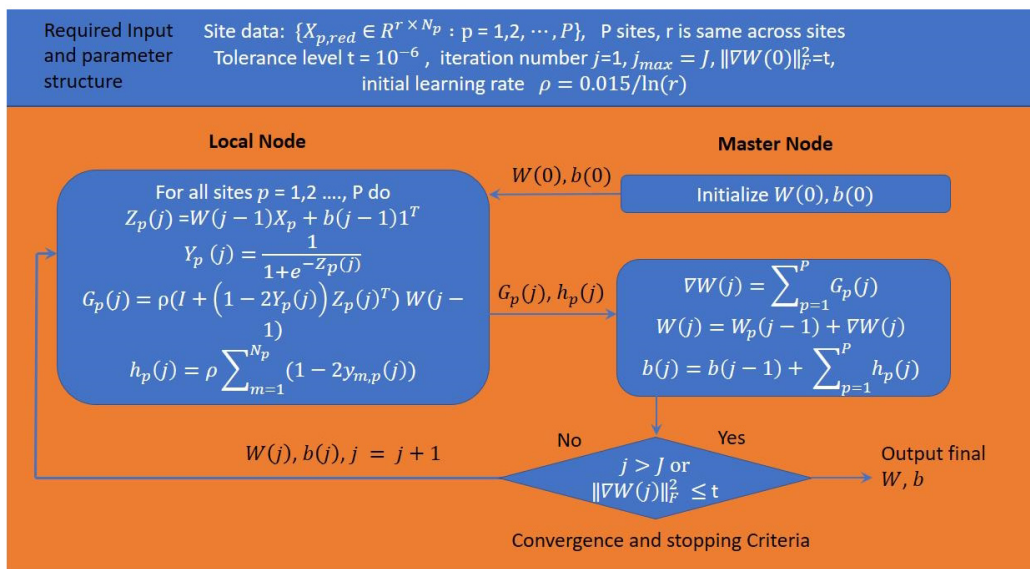 Required Input and parameter structure
Site data: {X_{p,red} ∈ R^{r × N_p} : p = 1,2, ⋯, P}, P sites, r is same across sites
Tolerance level t = 10^{−6} , iteration number j=1, j_{max} = J, ‖∇W(0)‖_F^2=t,
initial learning rate ρ = 0.015/ln(r)
Local Node
Master Node
For all sites p = 1,2 ...., P do
Z_p(j) =W(j − 1)X_p + b(j − 1)1^T
Y_p (j) = \frac{1}{1+e^{−Z_p(j)}}
G_p(j) = ρ(I + (1 − 2Y_p(j)) Z_p(j)^T) W(j −
1)
h_p(j) = ρ ∑_{m=1}^{N_p} (1 − 2y_{m,p}(j))
W(0), b(0)
Initialize W(0), b(0)
G_p(j), h_p(j)
∇W(j) = ∑_{p=1}^{P} G_p(j)
W(j) = W_p(j − 1) + ∇W(j)
b(j) = b(j − 1) + ∑_{p=1}^{P} h_p(j)
No
Yes
W(j), b(j), j = j + 1
j > J or
‖∇W(j)‖_F^2 ≤ t
Output final
W, b
Convergence and stopping Criteria